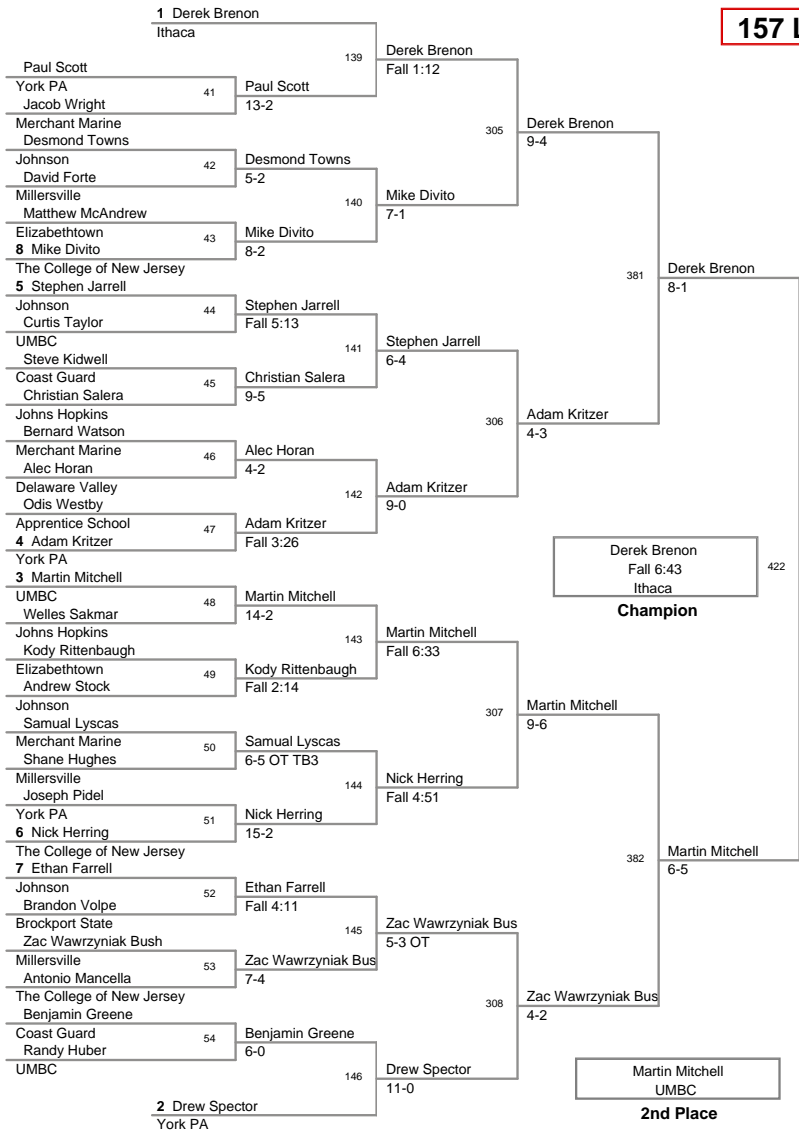 1 Derek Brenon
Ithaca
157 L
139
Derek Brenon
Fall 1:12
Paul Scott
York PA
Jacob Wright
41
Paul Scott
13-2
Merchant Marine
Desmond Towns
305
Derek Brenon
9-4
Johnson
David Forte
42
Desmond Towns
5-2
Millersville
Matthew McAndrew
140
Mike Divito
7-1
Elizabethtown
8 Mike Divito
43
Mike Divito
8-2
The College of New Jersey
5 Stephen Jarrell
381
Derek Brenon
8-1
Johnson
Curtis Taylor
44
Stephen Jarrell
Fall 5:13
UMBC
Steve Kidwell
141
Stephen Jarrell
6-4
Coast Guard
Christian Salera
45
Christian Salera
9-5
Johns Hopkins
Bernard Watson
306
Adam Kritzer
4-3
Merchant Marine
Alec Horan
46
Alec Horan
4-2
Delaware Valley
Odis Westby
142
Adam Kritzer
9-0
Apprentice School
4 Adam Kritzer
47
Adam Kritzer
Fall 3:26
York PA
3 Martin Mitchell
Derek Brenon
Fall 6:43
Ithaca
422
Champion
UMBC
Welles Sakmar
48
Martin Mitchell
14-2
Johns Hopkins
Kody Rittenbaugh
143
Martin Mitchell
Fall 6:33
Elizabethtown
Andrew Stock
49
Kody Rittenbaugh
Fall 2:14
Johnson
Samual Lyscas
307
Martin Mitchell
9-6
Merchant Marine
Shane Hughes
50
Samual Lyscas
6-5 OT TB3
Millersville
Joseph Pidel
144
Nick Herring
Fall 4:51
York PA
6 Nick Herring
51
Nick Herring
15-2
The College of New Jersey
7 Ethan Farrell
382
Martin Mitchell
6-5
Johnson
Brandon Volpe
52
Ethan Farrell
Fall 4:11
Brockport State
Zac Wawrzyniak Bush
145
Zac Wawrzyniak Bus
5-3 OT
Millersville
Antonio Mancella
53
Zac Wawrzyniak Bus
7-4
The College of New Jersey
Benjamin Greene
308
Zac Wawrzyniak Bus
4-2
Coast Guard
Randy Huber
54
Benjamin Greene
6-0
UMBC
146
Drew Spector
11-0
2 Drew Spector
York PA
Martin Mitchell
UMBC
2nd Place